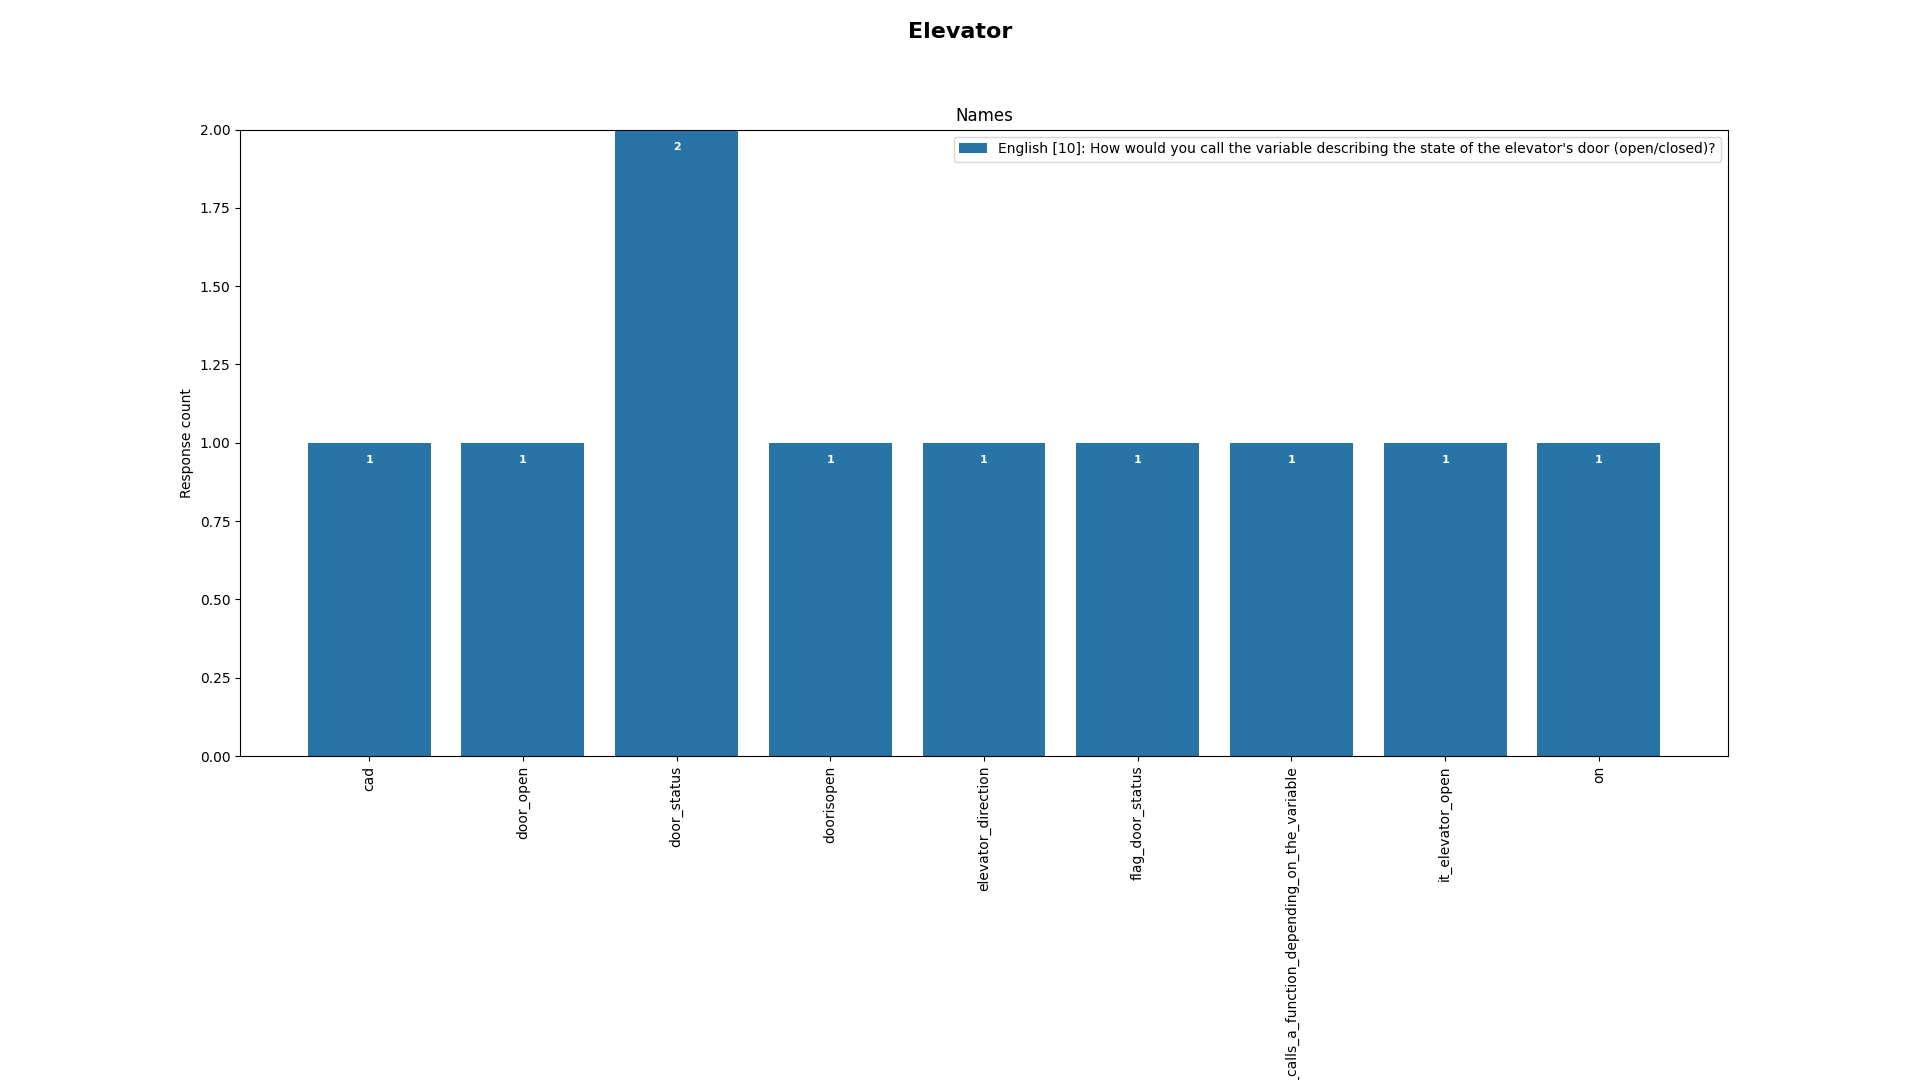 Elevator
Names
English [10]: How would you call the variable describing the state of the elevator's door (open/closed)?
Response count
2.00
1.75
1.50
1.25
1.00
0.75
0.50
0.25
0.00
1
1
2
1
1
1
1
1
1
cad
door_open
door_status
doorisopen
elevator_direction
flag_door_status
_calls_a_function_depending_on_the_variable
it_elevator_open
on